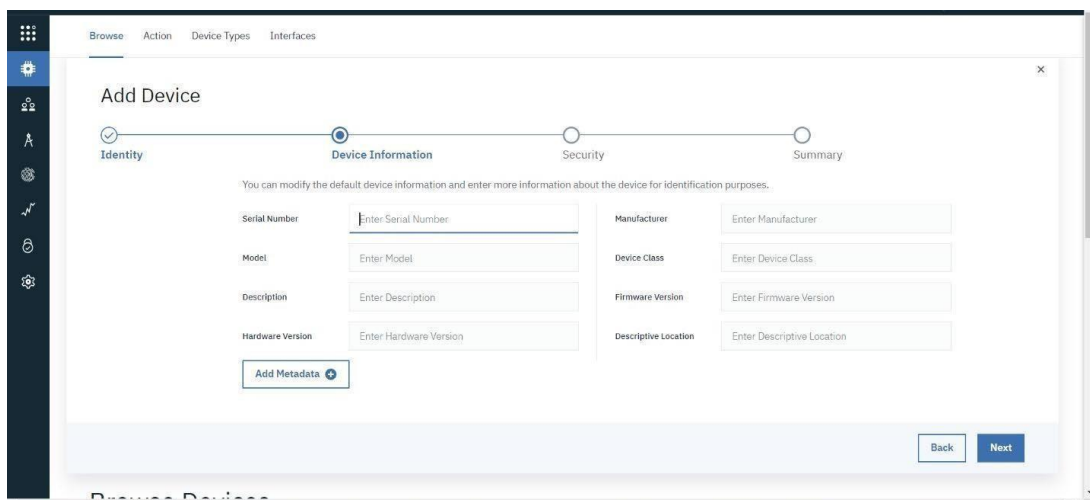 Browse Action Device Types Interfaces
Add Device
Identity Device Information Security Summary
You can modify the default device information and enter more information about the device for identification purposes.
Serial Number Enter Serial Number Manufacturer Enter Manufacturer
Model Enter Model Device Class Enter Device Class
Description Enter Description Firmware Version Enter Firmware Version
Hardware Version Enter Hardware Version Descriptive Location Enter Descriptive Location
Add Metadata
Back Next
Browse Devices